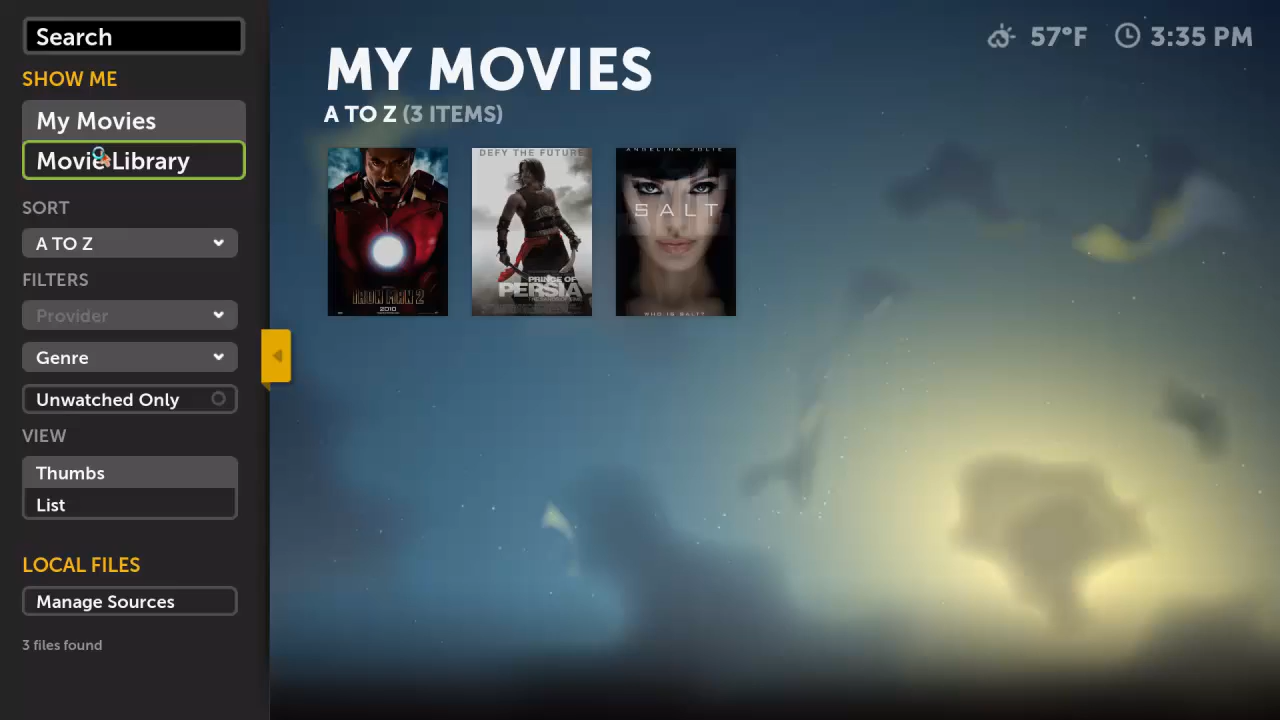 Search
SHOW ME
My Movies
Movie Library
SORT
A TO Z
FILTERS
Provider
Genre
Unwatched Only
VIEW
Thumbs
List
LOCAL FILES
Manage Sources
3 files found
57°F
3:35 PM
MY MOVIES
A TO Z (3 ITEMS)
IRON MAN 2
2010
DEFY THE FUTURE
PRINCE OF
PERSIA
ANGELINA JOLIE
SALT
WHO IS SALT?